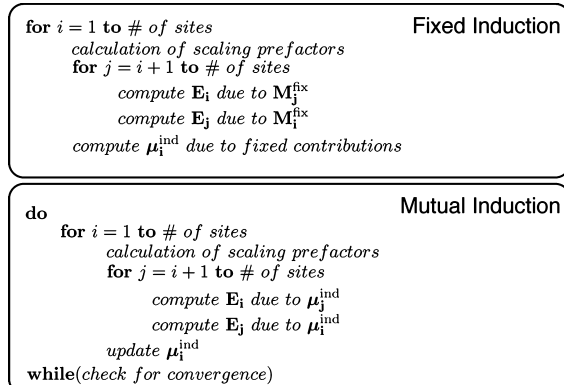 Fixed Induction
for i = 1 to # of sites
calculation of scaling prefactors
for j = i + 1 to # of sites
compute E_i due to M_j^fix
compute E_j due to M_i^fix
compute μ_i^ind due to fixed contributions
Mutual Induction
do
for i = 1 to # of sites
calculation of scaling prefactors
for j = i + 1 to # of sites
compute E_i due to μ_j^ind
compute E_j due to μ_i^ind
update μ_i^ind
while(check for convergence)